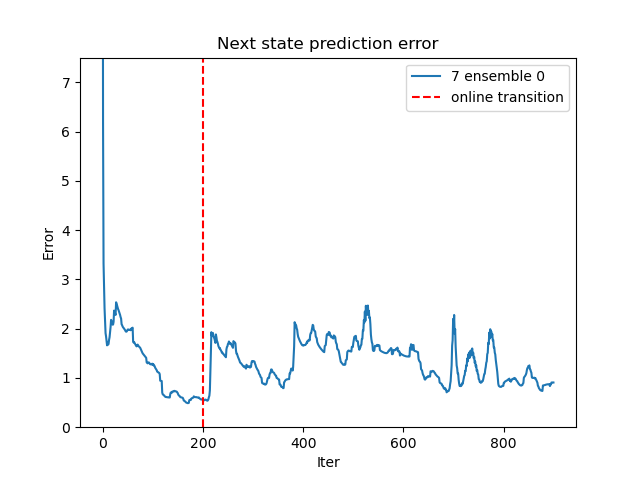 Next state prediction error
7 ensemble 0
online transition
Error
7
6
5
4
3
2
1
0
0 200 400 600 800
Iter